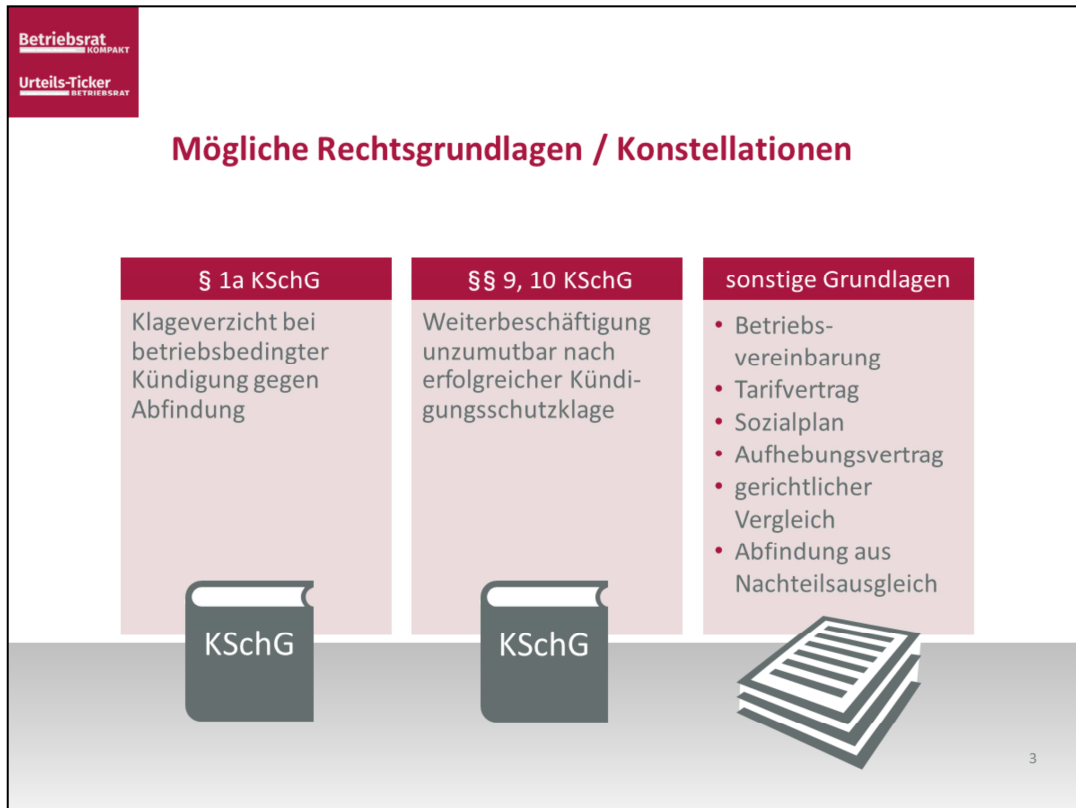 Betriebsrat
KOMPAKT
Urteils-Ticker
BETRIEBSRAT
Mögliche Rechtsgrundlagen / Konstellationen
§ 1a KSchG
Klageverzicht bei
betriebsbedingter
Kündigung gegen
Abfindung
KSchG
§§ 9, 10 KSchG
Weiterbeschäftigung
unzumutbar nach
erfolgreicher Kündi-
gungsschutzklage
KSchG
sonstige Grundlagen
• Betriebs-
vereinbarung
• Tarifvertrag
• Sozialplan
• Aufhebungsvertrag
• gerichtlicher
Vergleich
• Abfindung aus
Nachteilsausgleich
3